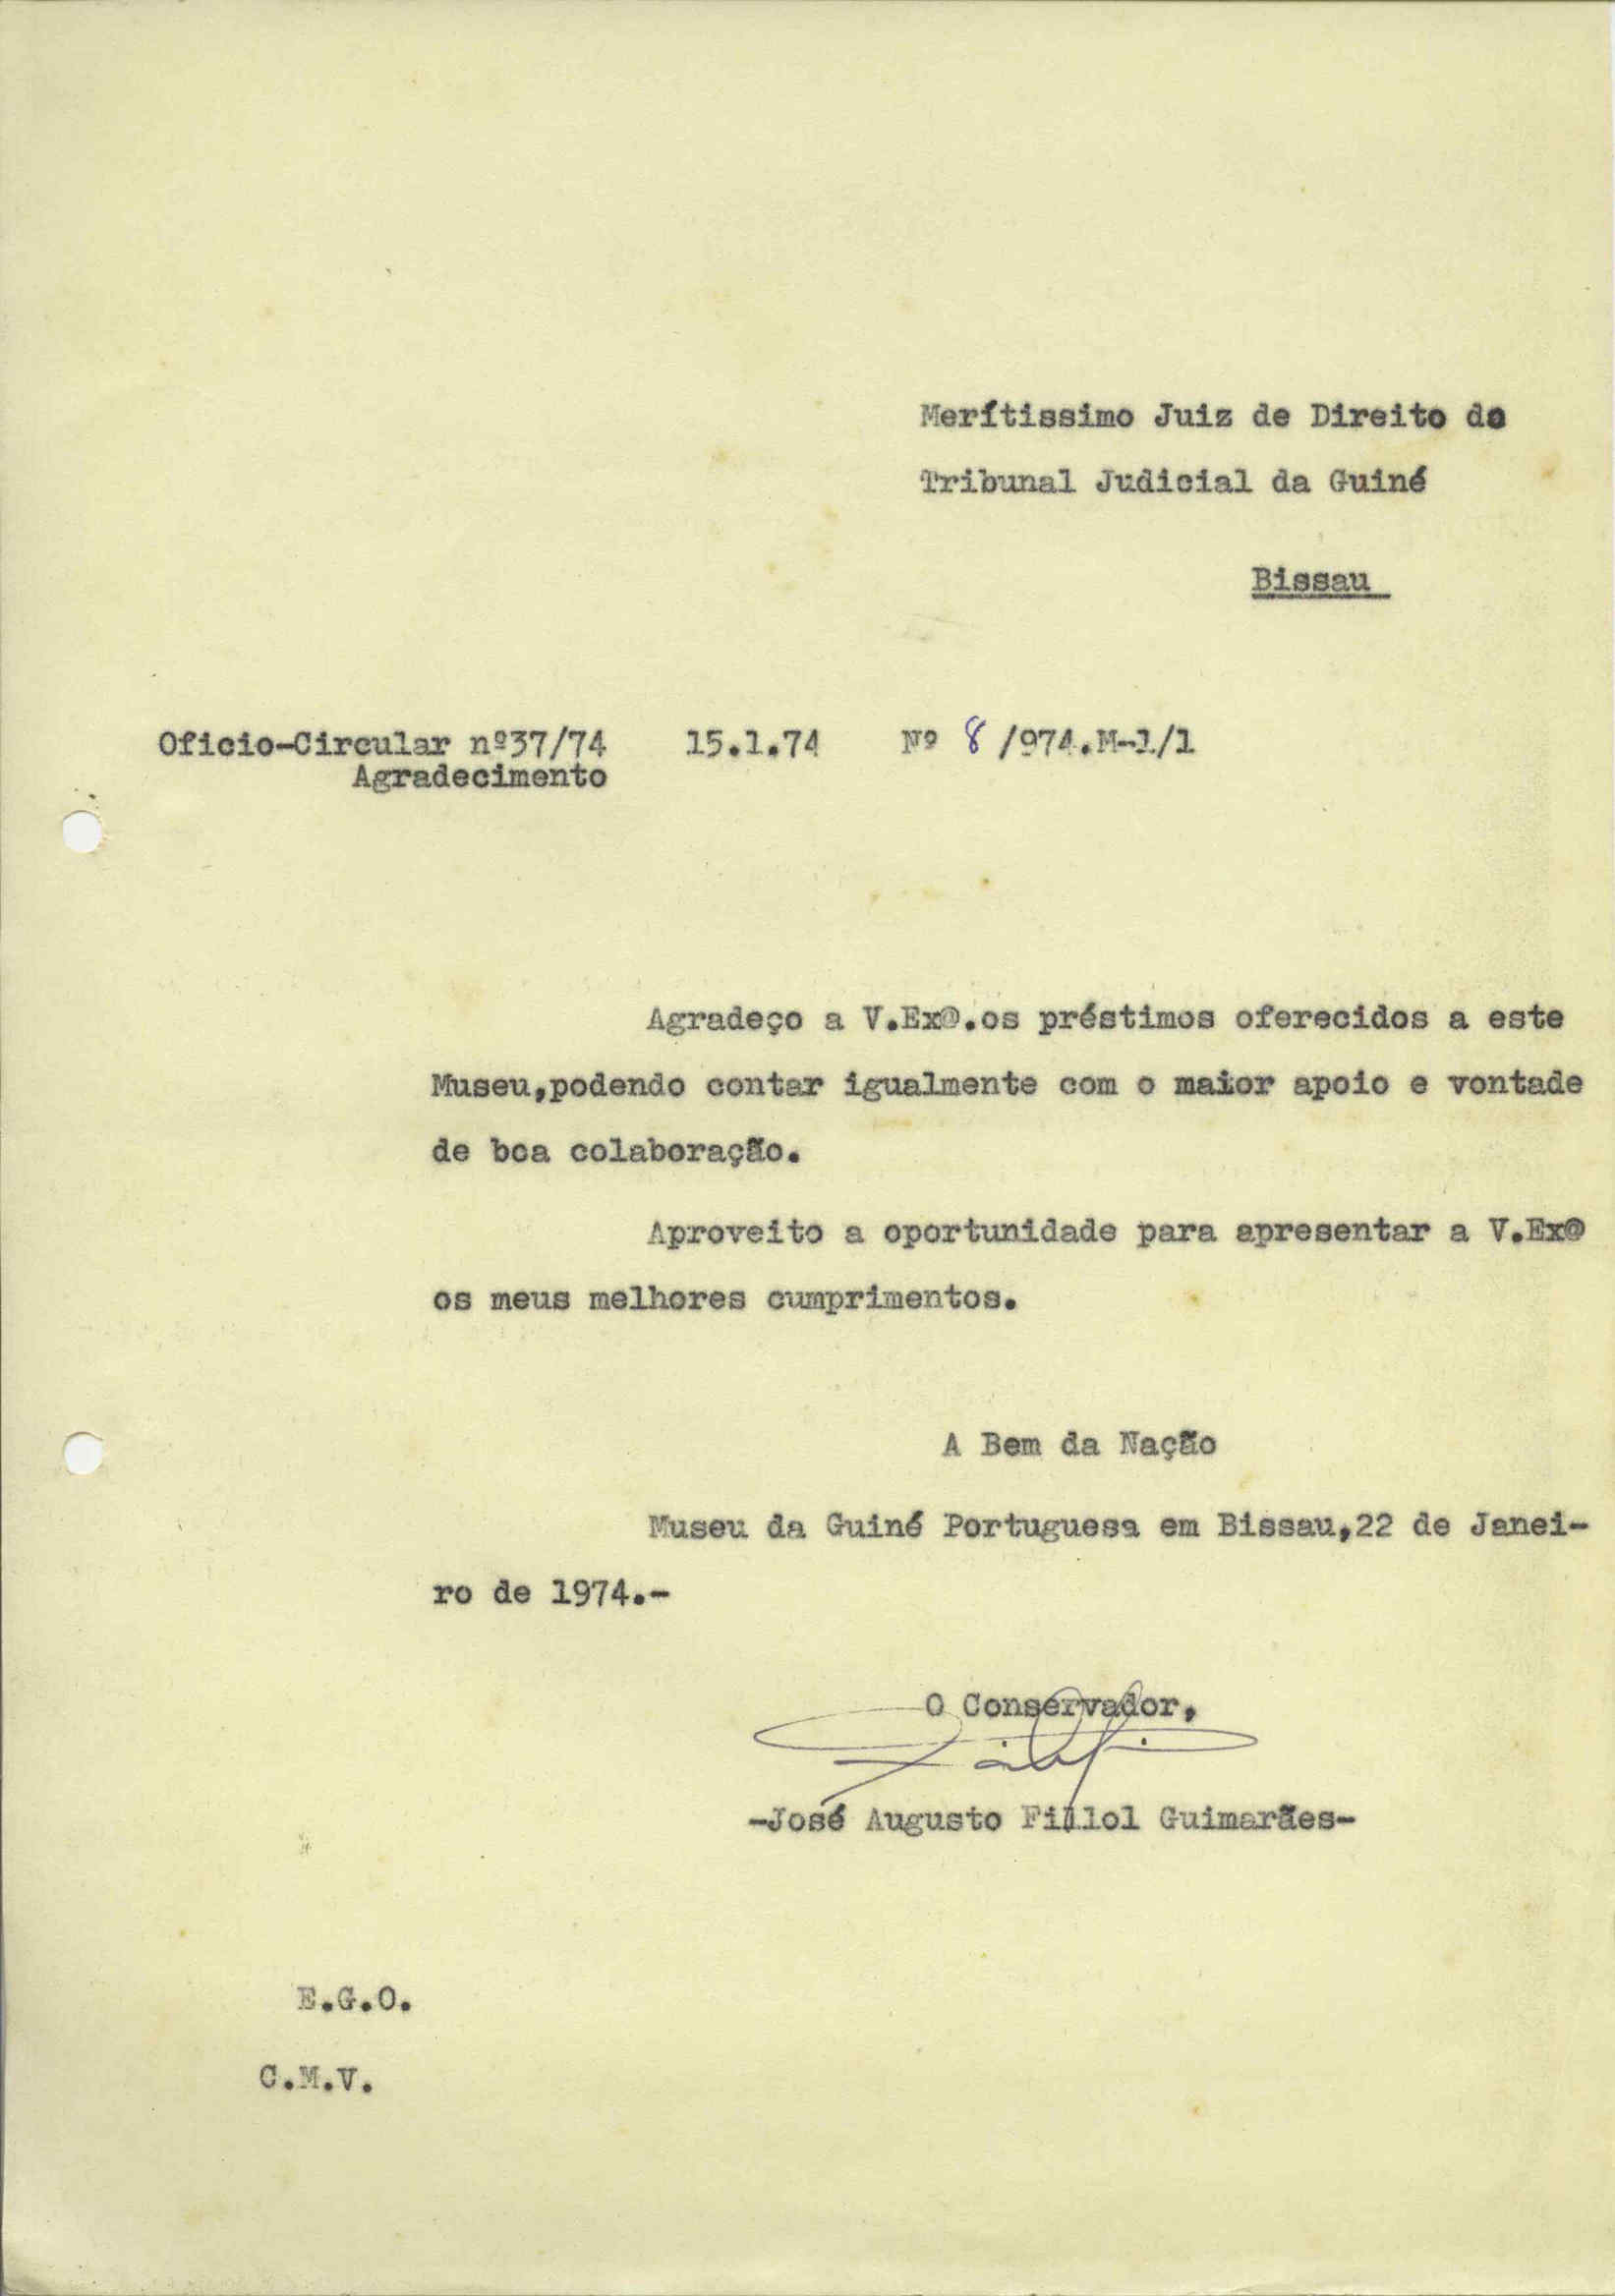 Merítissimo Juiz de Direito do
Tribunal Judicial da Guiné
Bissau
Oficio-Circular nº37/74 15.1.74 Nº 8 /974.M-1/1
Agradecimento
Agradeço a V.Ex@.os préstimos oferecidos a este
Museu,podendo contar igualmente com o maior apoio e vontade
de boa colaboração.
Aproveito a oportunidade para apresentar a V.Ex@
os meus melhores cumprimentos.
A Bem da Nação
Museu da Guiné Portuguesa em Bissau,22 de Janei-
ro de 1974.-
O Conservador,
-José Augusto Fillol Guimarães-
E.G.O.
C.M.V.